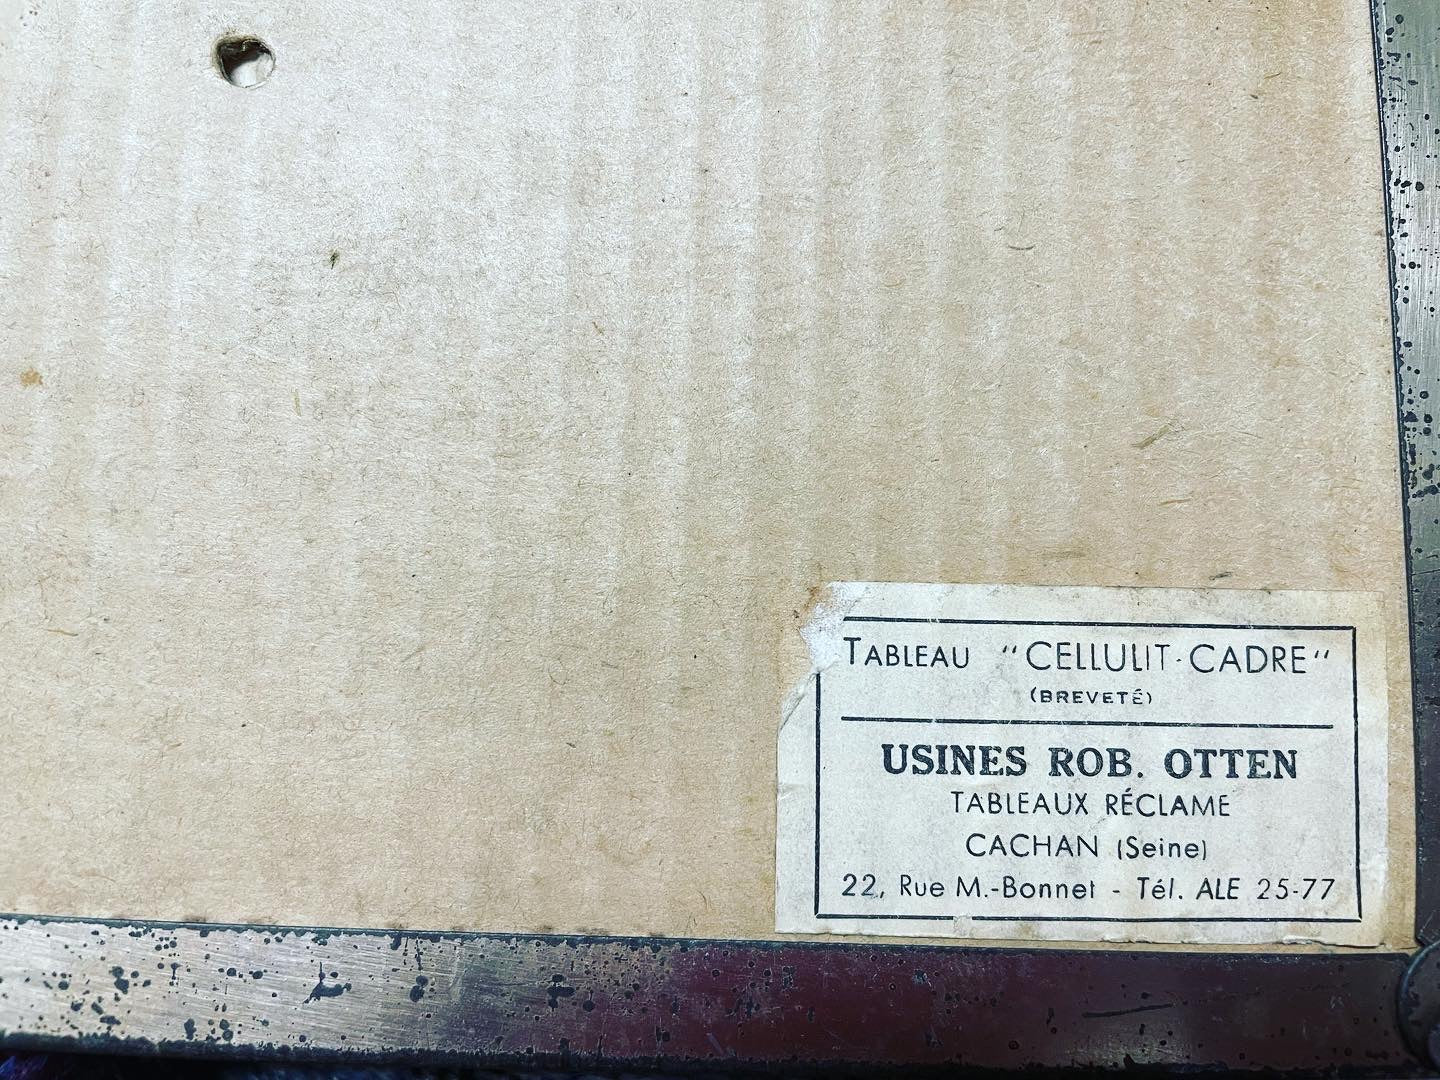 TABLEAU "CELLULIT-CADRE"
(BREVETÉ)
USINES ROB. OTTEN
TABLEAUX RÉCLAME
CACHAN (Seine)
22, Rue M.-Bonnet - Tél. ALE 25-77